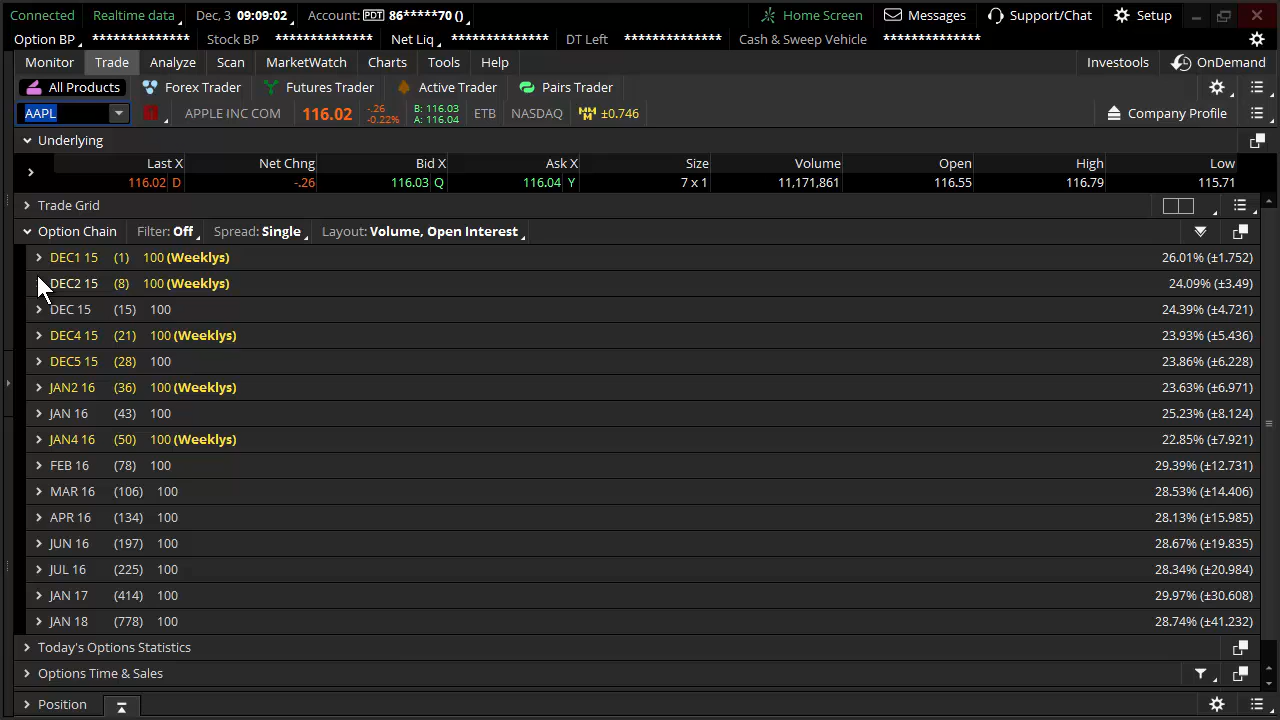 Connected Realtime data Dec, 3 09:09:02 Account: PDT 86*****70 () Home Screen Messages Support/Chat Setup
Option BP ************** Stock BP ************** Net Liq ************** DT Left ************** Cash & Sweep Vehicle **************
Monitor Trade Analyze Scan MarketWatch Charts Tools Help Investools OnDemand
All Products Forex Trader Futures Trader Active Trader Pairs Trader
AAPL APPLE INC COM 116.02 -.26 -0.22% B: 116.03 A: 116.04 ETB NASDAQ ±0.746 Company Profile
Underlying
Last X Net Chng Bid X Ask X Size Volume Open High Low
116.02 D -.26 116.03 Q 116.04 Y 7 x 1 11,171,861 116.55 116.79 115.71
Trade Grid
Option Chain Filter: Off Spread: Single Layout: Volume, Open Interest
DEC1 15 (1) 100 (Weeklys) 26.01% (±1.752)
DEC2 15 (8) 100 (Weeklys) 24.09% (±3.49)
DEC 15 (15) 100 24.39% (±4.721)
DEC4 15 (21) 100 (Weeklys) 23.93% (±5.436)
DEC5 15 (28) 100 23.86% (±6.228)
JAN2 16 (36) 100 (Weeklys) 23.63% (±6.971)
JAN 16 (43) 100 25.23% (±8.124)
JAN4 16 (50) 100 (Weeklys) 22.85% (±7.921)
FEB 16 (78) 100 29.39% (±12.731)
MAR 16 (106) 100 28.53% (±14.406)
APR 16 (134) 100 28.13% (±15.985)
JUN 16 (197) 100 28.67% (±19.835)
JUL 16 (225) 100 28.34% (±20.984)
JAN 17 (414) 100 29.97% (±30.608)
JAN 18 (778) 100 28.74% (±41.232)
Today's Options Statistics
Options Time & Sales
Position